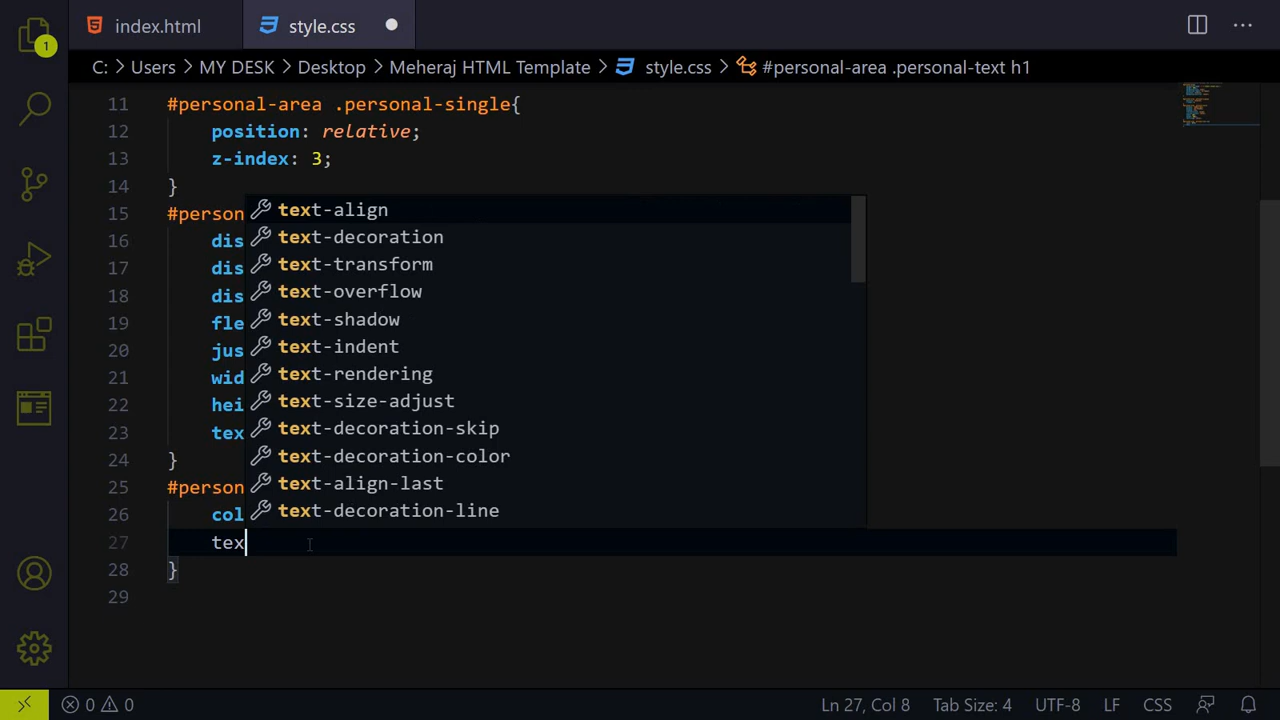 1
index.html
style.css
C: > Users > MY DESK > Desktop > Meheraj HTML Template > style.css > #personal-area .personal-text h1
11 #personal-area .personal-single{
12 position: relative;
13 z-index: 3;
14 }
15 #person
16 dis
17 dis
18 dis
19 fle
20 jus
21 wid
22 hei
23 tex
24 }
25 #person
26 col
27 tex
28 }
29
text-align
text-decoration
text-transform
text-overflow
text-shadow
text-indent
text-rendering
text-size-adjust
text-decoration-skip
text-decoration-color
text-align-last
text-decoration-line
0 0 Ln 27, Col 8 Tab Size: 4 UTF-8 LF CSS